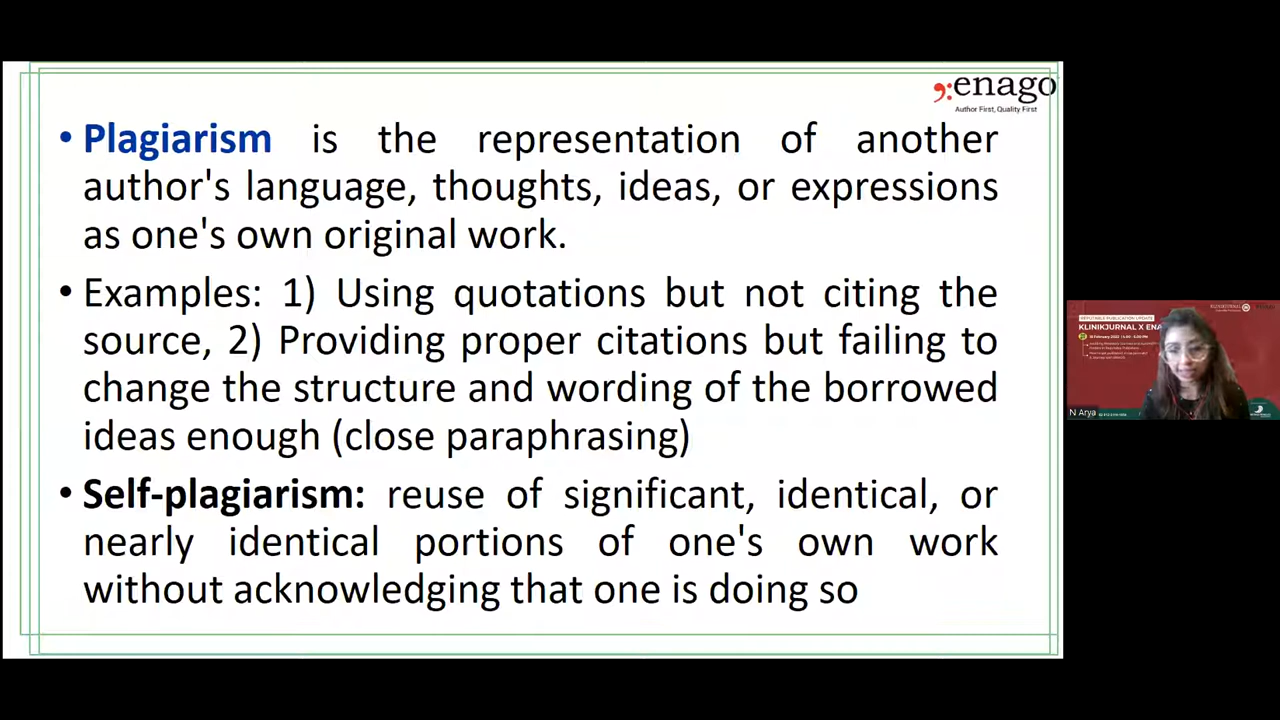 enago
Author First, Quality First
• Plagiarism is the representation of another
author's language, thoughts, ideas, or expressions
as one's own original work.
• Examples: 1) Using quotations but not citing the
source, 2) Providing proper citations but failing to
change the structure and wording of the borrowed
ideas enough (close paraphrasing)
• Self-plagiarism: reuse of significant, identical, or
nearly identical portions of one's own work
without acknowledging that one is doing so
KLINIKJURNAL X ENA
N Arya